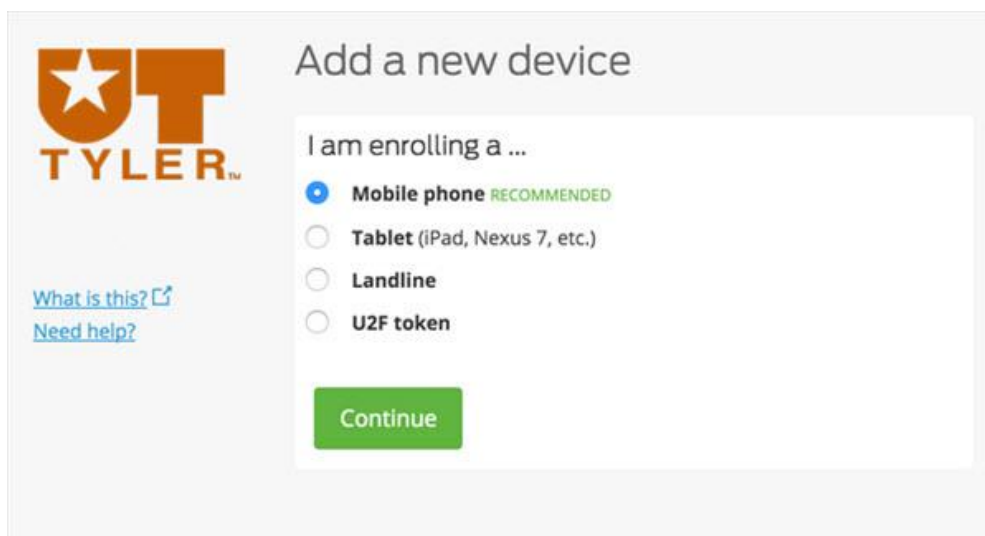 UT
TYLER™
What is this?
Need help?
Add a new device
I am enrolling a ...
Mobile phone RECOMMENDED
Tablet (iPad, Nexus 7, etc.)
Landline
U2F token
Continue